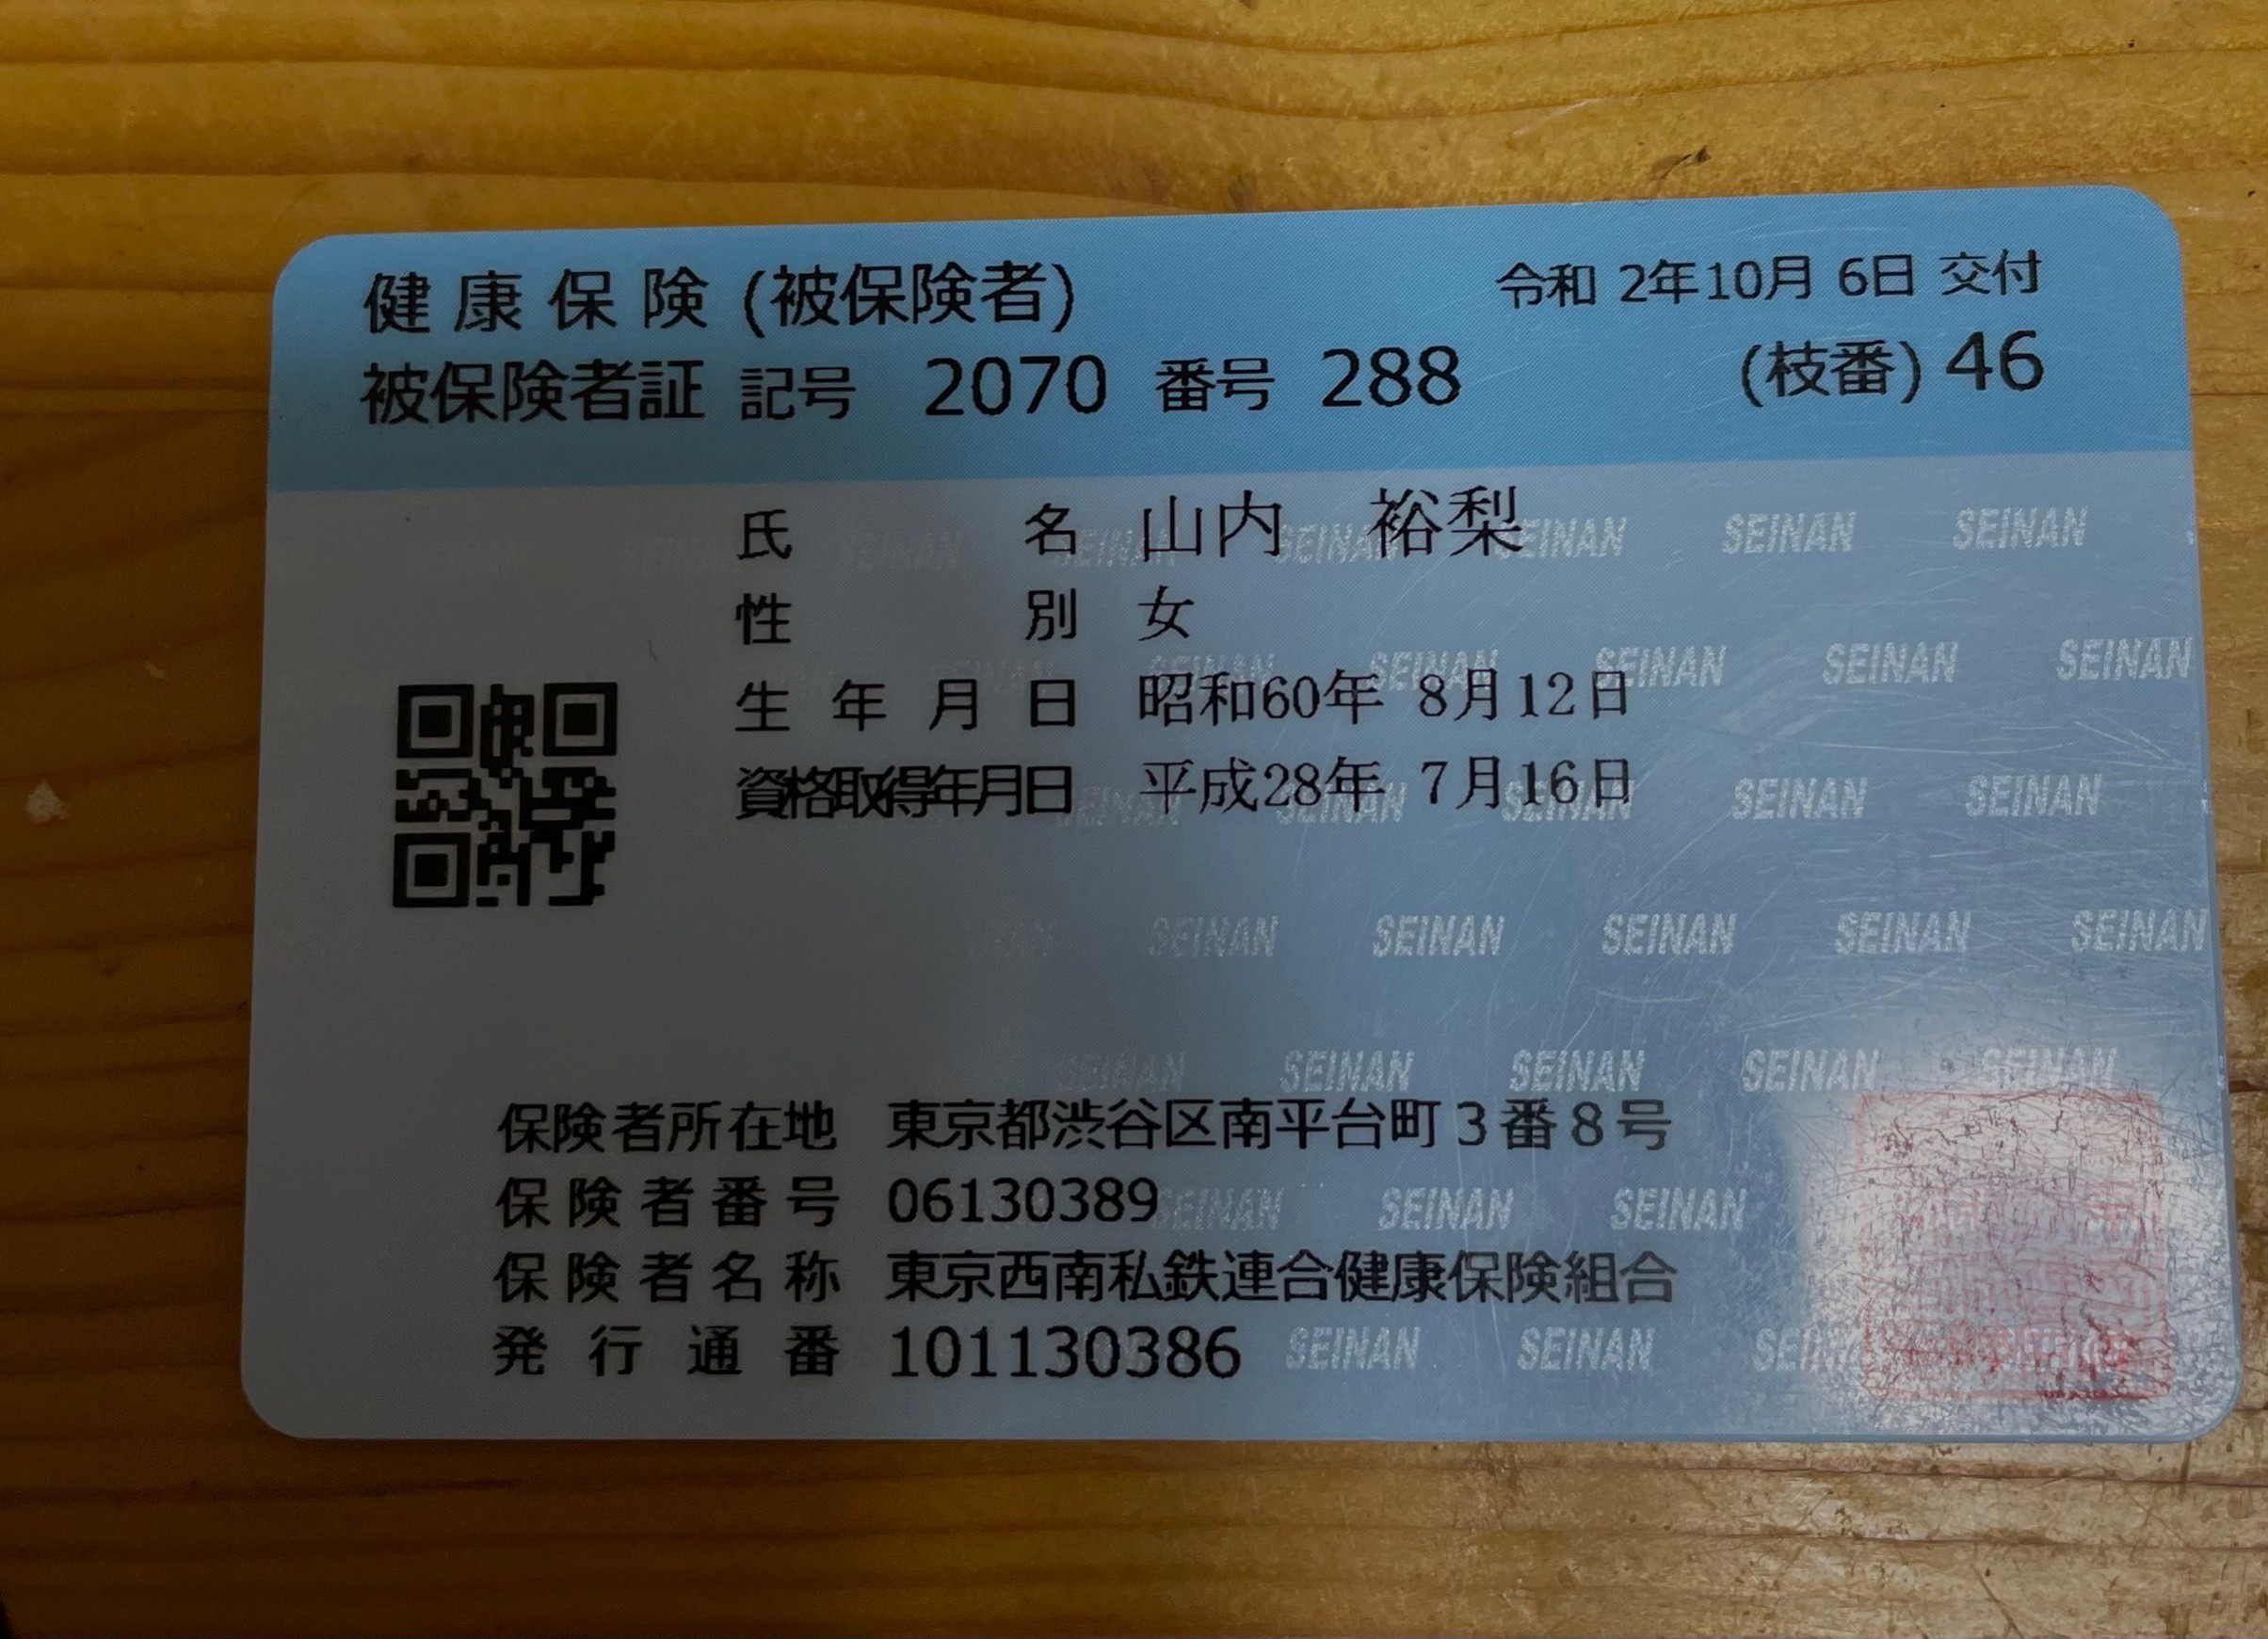 健康保険(被保険者) 令和 2年10月 6日 交付
被保険者証 記号 2070 番号 288 (枝番) 46
氏名 山内 裕梨
性別 女
生年月日 昭和60年 8月12日
資格取得年月日 平成28年 7月16日
保険者所在地 東京都渋谷区南平台町3番8号
保険者番号 06130389
保険者名称 東京西南私鉄連合健康保険組合
発行通番 101130386
SEINAN